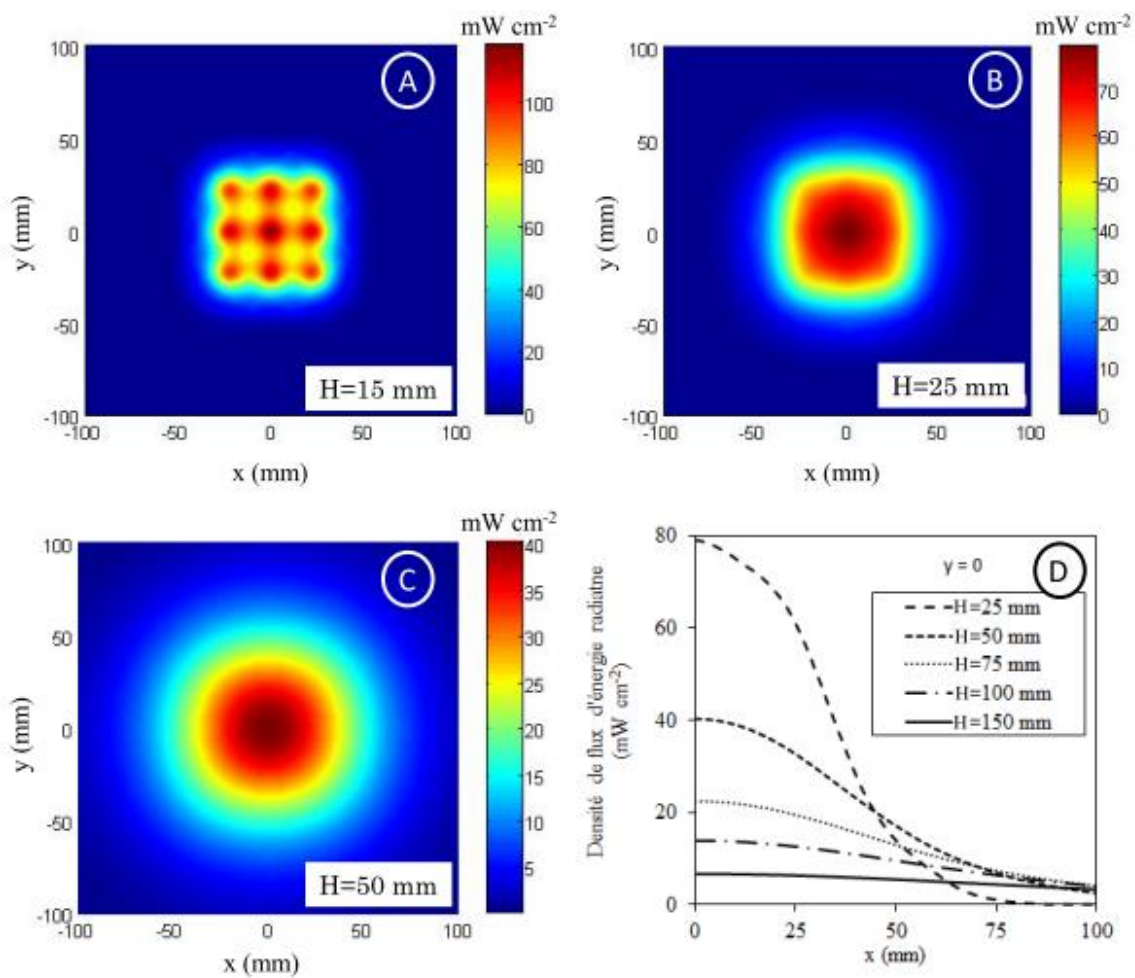 mW cm-2
100
50
0
-50
-100
y (mm)
A
H=15 mm
-100
-50
0
50
100
x (mm)
100
80
60
40
20
0
mW cm-2
100
50
0
-50
-100
y (mm)
B
H=25 mm
-100
-50
0
50
100
x (mm)
70
60
50
40
30
20
10
0
mW cm-2
100
50
0
-50
-100
y (mm)
C
H=50 mm
-100
-50
0
50
100
x (mm)
40
35
30
25
20
15
10
5
Densité de flux d'énergie radiatne
(mW cm-2)
80
60
40
20
0
y = 0
D
H=25 mm
H=50 mm
H=75 mm
H=100 mm
H=150 mm
0
25
50
75
100
x (mm)